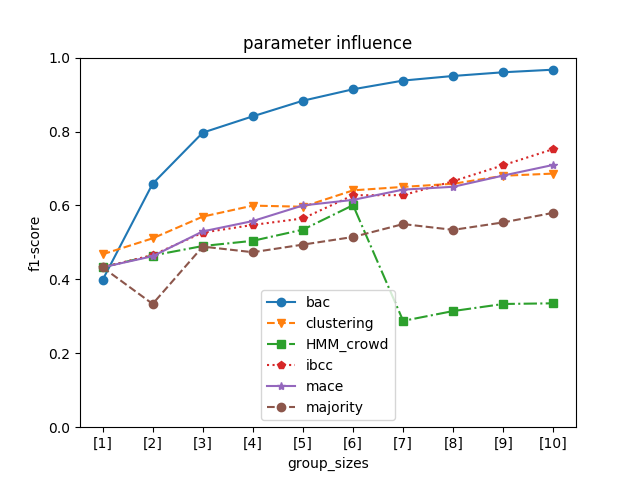 parameter influence
f1-score
1.0
0.8
0.6
0.4
0.2
0.0
bac
clustering
HMM_crowd
ibcc
mace
majority
[1] [2] [3] [4] [5] [6] [7] [8] [9] [10]
group_sizes